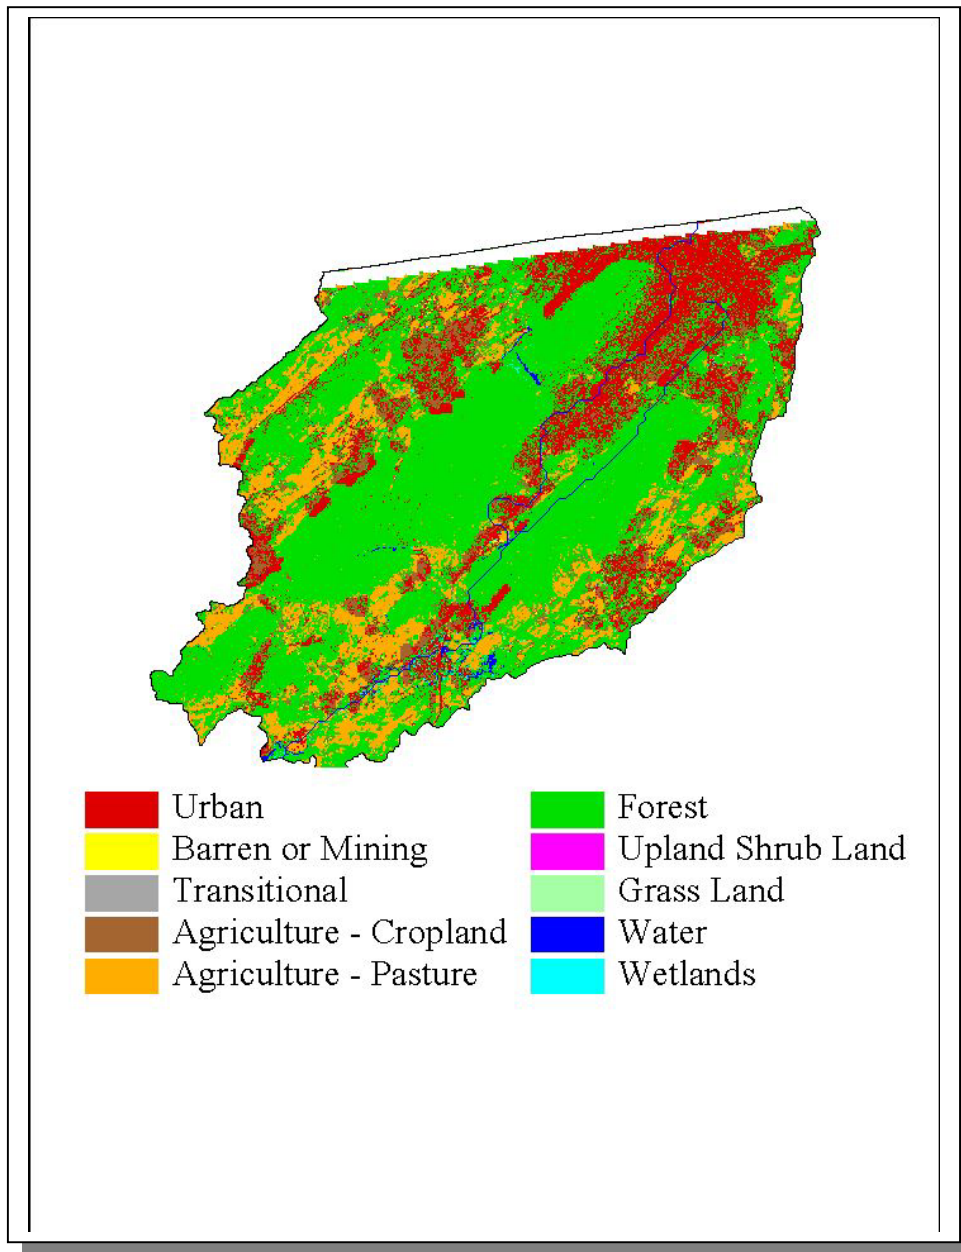 Urban
Barren or Mining
Transitional
Agriculture - Cropland
Agriculture - Pasture
Forest
Upland Shrub Land
Grass Land
Water
Wetlands